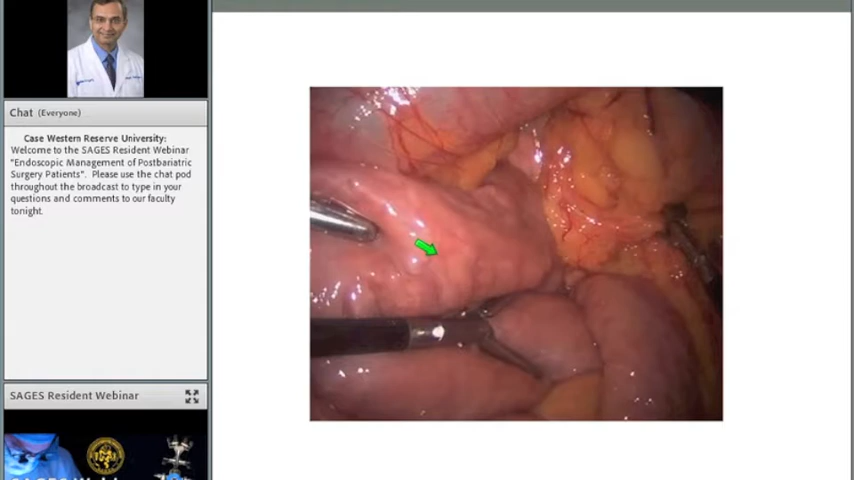 Chat (Everyone)
Case Western Reserve University:
Welcome to the SAGES Resident Webinar
"Endoscopic Management of Postbariatric
Surgery Patients". Please use the chat pod
throughout the broadcast to type in your
questions and comments to our faculty
tonight.
SAGES Resident Webinar